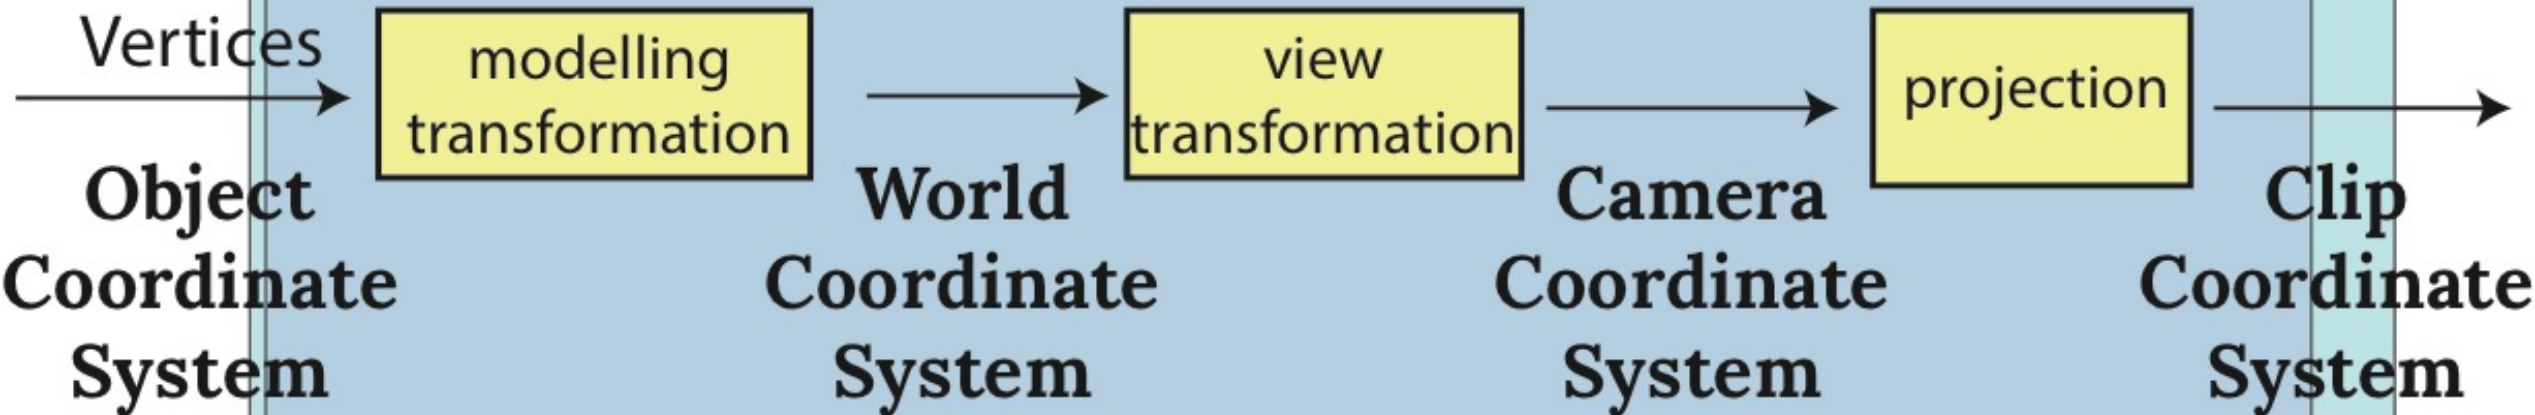 Vertices
modelling
transformation
view
transformation
projection
Object
Coordinate
System
World
Coordinate
System
Camera
Coordinate
System
Clip
Coordinate
System